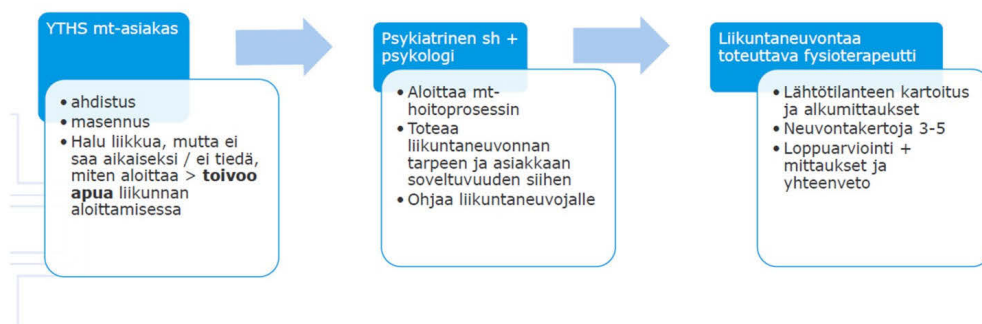 YTHS mt-asiakas
• ahdistus
• masennus
• Halu liikkua, mutta ei
saa aikaiseksi / ei tiedä,
miten aloittaa > toivoo
apua liikunnan
aloittamisessa
Psykiatrinen sh +
psykologi
• Aloittaa mt-
hoitoprosessin
• Toteaa
liikuntaneuvonnan
tarpeen ja asiakkaan
soveltuvuuden siihen
• Ohjaa liikuntaneuvojalle
Liikuntaneuvontaa
toteuttava fysioterapeutti
• Lähtötilanteen kartoitus
ja alkumittaukset
• Neuvontakertoja 3-5
• Loppuarviointi +
mittaukset ja
yhteenveto